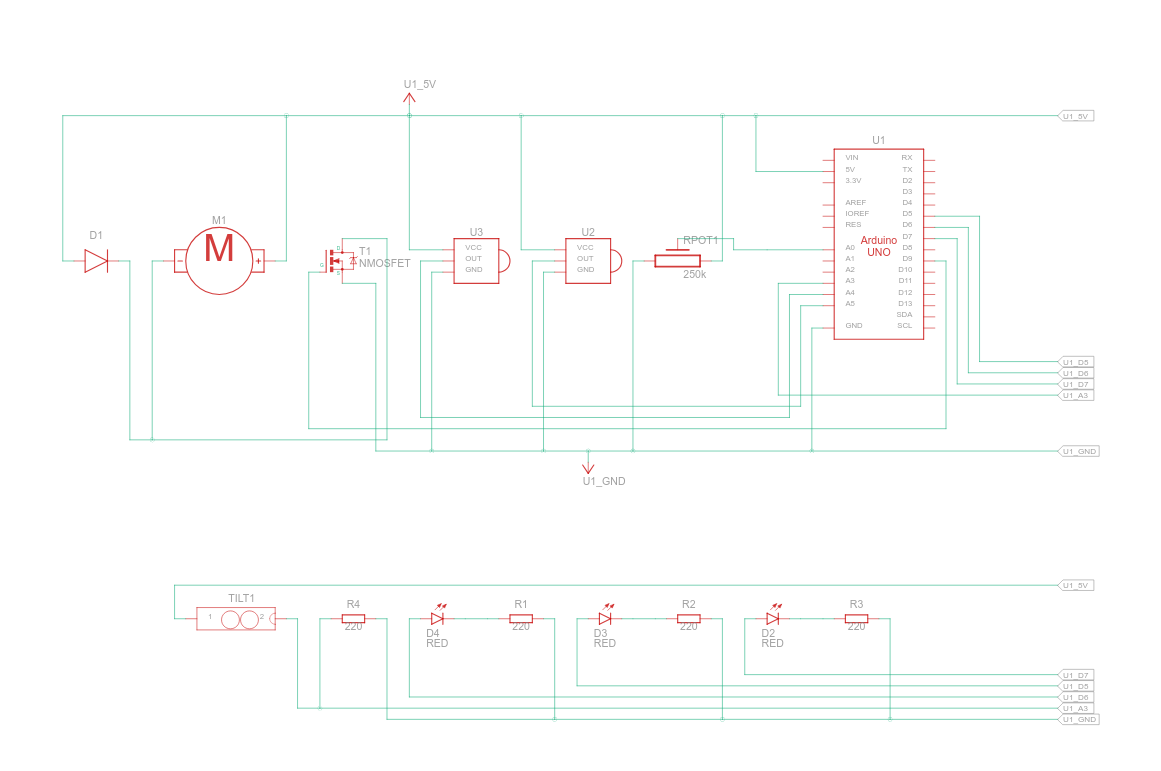 U1_5V
U1_5V
U1
VIN RX
5V TX
3.3V D2
D3
AREF D4
IOREF D5
RES D6
D7
A0 D5
A1 D9
A2 D10
A3 D11
A4 D12
A5 D13
SDA
GND SCL
Arduino
UNO
D1
M1
M
- +
T1
NMOSFET
D
G
S
U3
VCC
OUT
GND
U2
VCC
OUT
GND
RPOT1
250k
U1_D5
U1_D6
U1_D7
U1_A3
U1_GND
U1_GND
U1_5V
TILT1
1 2
R4
220
D4
RED
R1
220
D3
RED
R2
220
D2
RED
R3
220
U1_D7
U1_D5
U1_D6
U1_A3
U1_GND